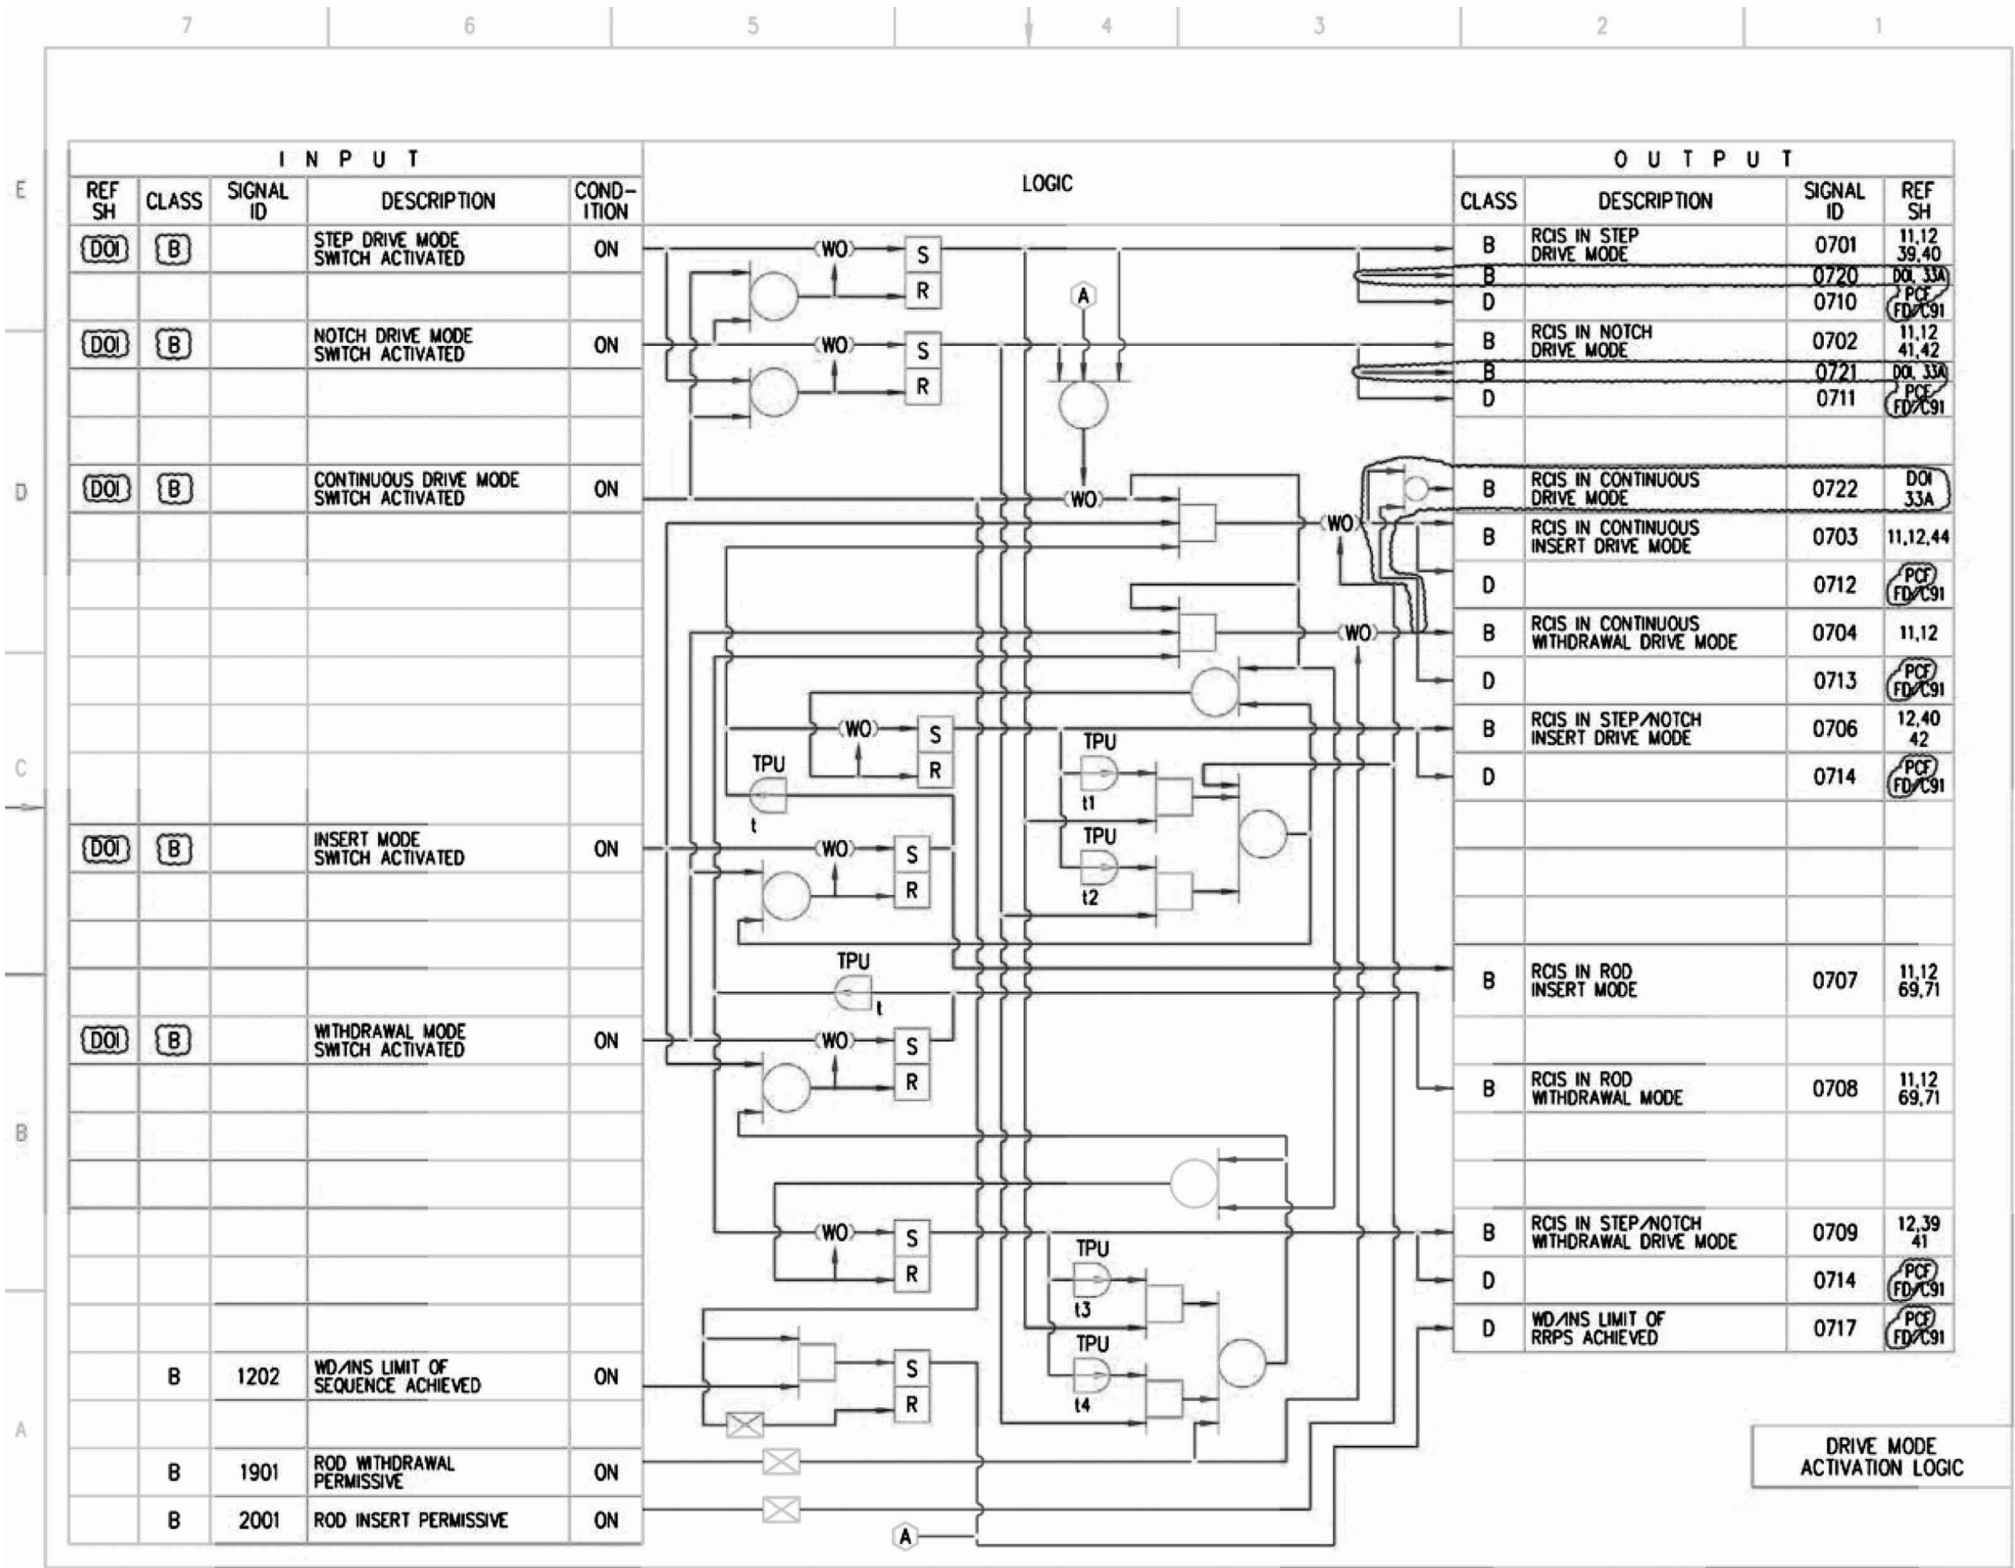 7 6 5 4 3 2 1
I N P U T
LOGIC
O U T P U T
REF SH CLASS SIGNAL ID DESCRIPTION COND-ITION
CLASS DESCRIPTION SIGNAL ID REF SH
E
D
C
B
A
DOI B STEP DRIVE MODE
SWITCH ACTIVATED ON
DOI B NOTCH DRIVE MODE
SWITCH ACTIVATED ON
DOI B CONTINUOUS DRIVE MODE
SWITCH ACTIVATED ON
DOI B INSERT MODE
SWITCH ACTIVATED ON
DOI B WITHDRAWAL MODE
SWITCH ACTIVATED ON
B 1202 WD/INS LIMIT OF
SEQUENCE ACHIEVED ON
B 1901 ROD WITHDRAWAL
PERMISSIVE ON
B 2001 ROD INSERT PERMISSIVE ON
(WO) S
R
A
(WO) S
R
(WO)
(WO)
(WO)
(WO) S
R
TPU
t
TPU
t1
TPU
t2
(WO) S
R
TPU
t
(WO) S
R
(WO) S
R
TPU
t3
TPU
t4
S
R
A
B RCIS IN STEP
DRIVE MODE 0701 11,12
39,40
B 0720 DOI, 33A
D 0710 PCF
FD/C91
B RCIS IN NOTCH
DRIVE MODE 0702 11,12
41,42
B 0721 DOI, 33A
D 0711 PCF
FD/C91
B RCIS IN CONTINUOUS
DRIVE MODE 0722 DOI
33A
B RCIS IN CONTINUOUS
INSERT DRIVE MODE 0703 11,12,44
D 0712 PCF
FD/C91
B RCIS IN CONTINUOUS
WITHDRAWAL DRIVE MODE 0704 11,12
D 0713 PCF
FD/C91
B RCIS IN STEP/NOTCH
INSERT DRIVE MODE 0706 12,40
42
D 0714 PCF
FD/C91
B RCIS IN ROD
INSERT MODE 0707 11,12
69,71
B RCIS IN ROD
WITHDRAWAL MODE 0708 11,12
69,71
B RCIS IN STEP/NOTCH
WITHDRAWAL DRIVE MODE 0709 12,39
41
D 0714 PCF
FD/C91
D WD/INS LIMIT OF
RRPS ACHIEVED 0717 PCF
FD/C91
DRIVE MODE
ACTIVATION LOGIC